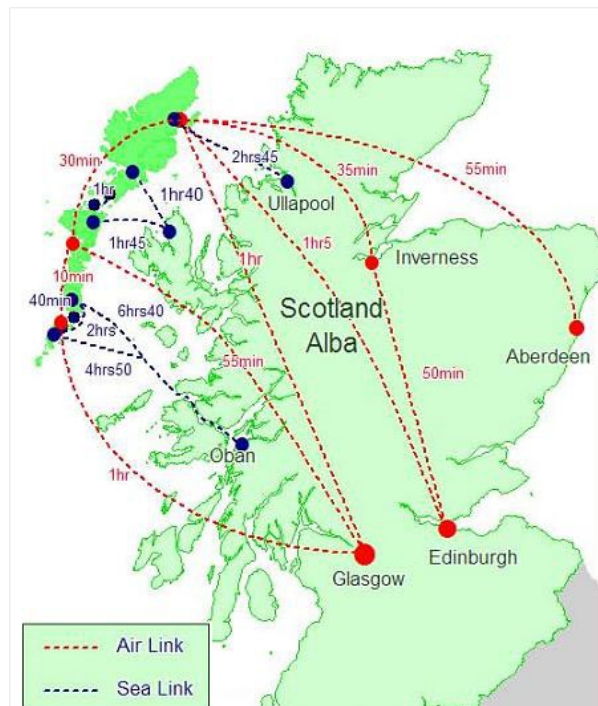 30min
2hrs45
35min
55min
1hr
1hr40
Ullapool
1hr45
1hr
1hr5
Inverness
10min
Scotland
Alba
40min
6hrs40
2hrs
Aberdeen
4hrs50
55min
50min
Oban
1hr
Edinburgh
Glasgow
Air Link
Sea Link